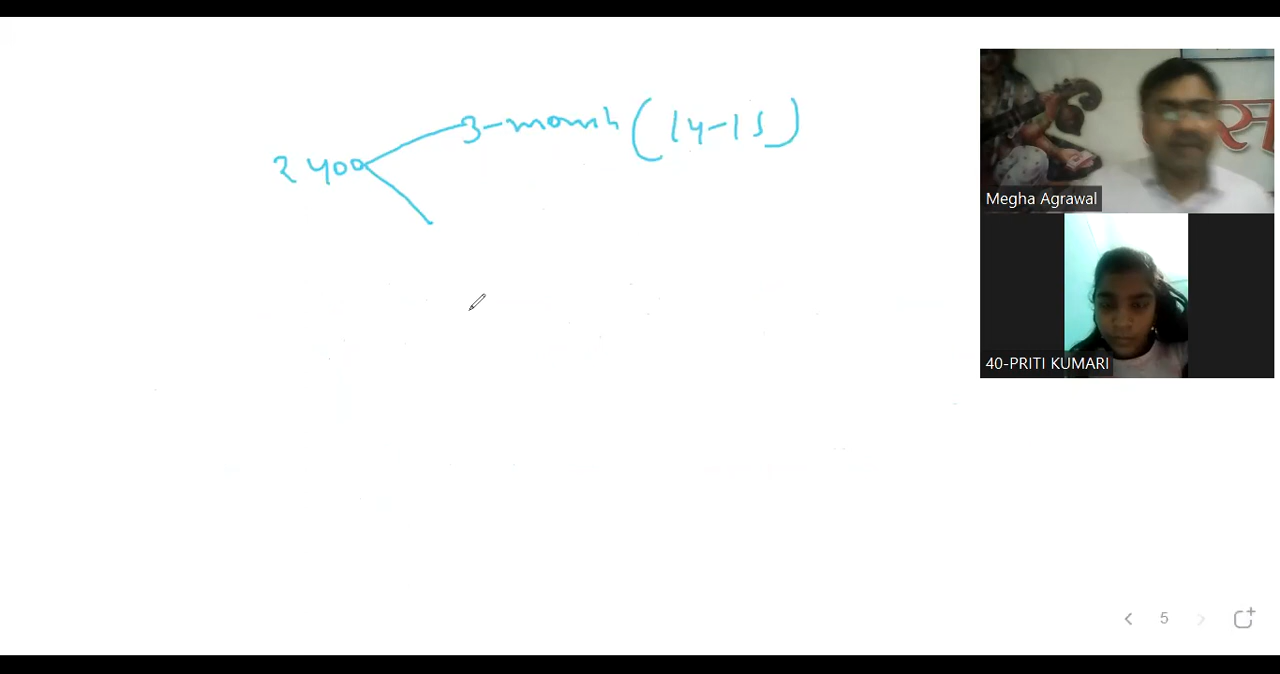 3-month (14-15)
2400
Megha Agrawal
40-PRITI KUMARI
5